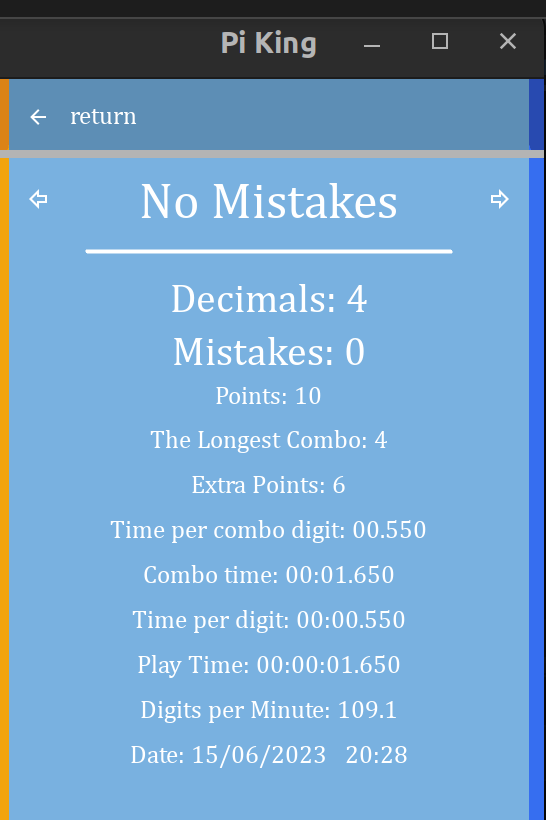 Pi King
return
No Mistakes
Decimals: 4
Mistakes: 0
Points: 10
The Longest Combo: 4
Extra Points: 6
Time per combo digit: 00.550
Combo time: 00:01.650
Time per digit: 00:00.550
Play Time: 00:00:01.650
Digits per Minute: 109.1
Date: 15/06/2023 20:28